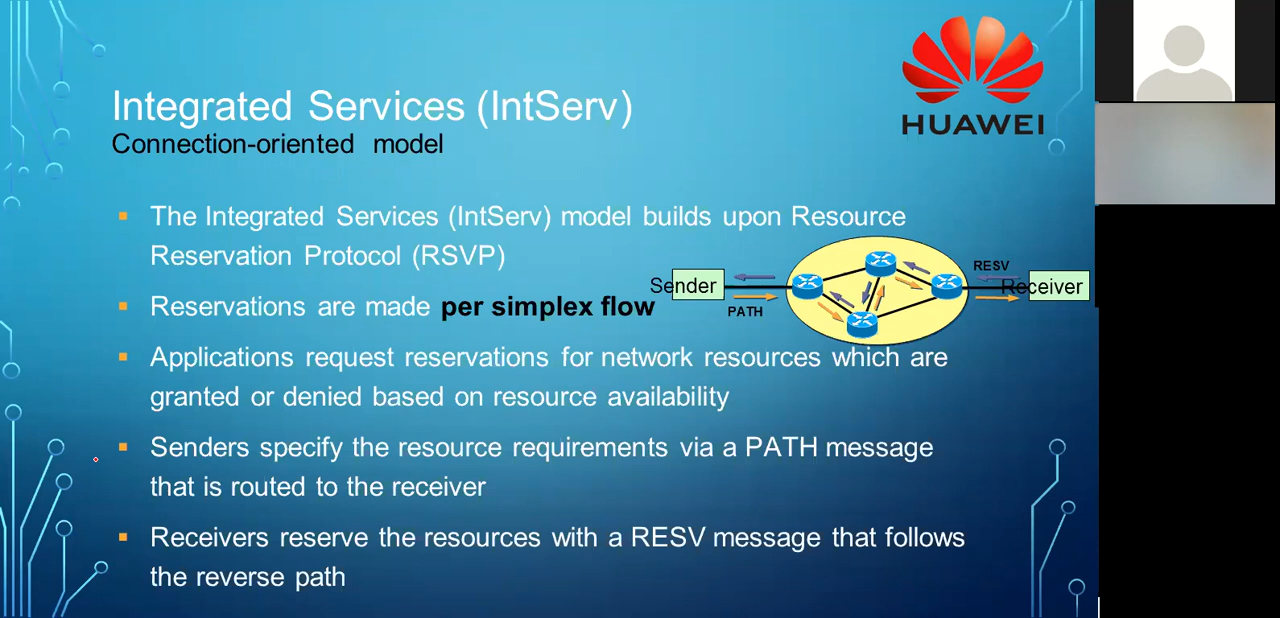 HUAWEI
Integrated Services (IntServ)
Connection-oriented model
The Integrated Services (IntServ) model builds upon Resource
Reservation Protocol (RSVP)
Reservations are made per simplex flow
Sender
PATH
RESV
Receiver
Applications request reservations for network resources which are
granted or denied based on resource availability
Senders specify the resource requirements via a PATH message
that is routed to the receiver
Receivers reserve the resources with a RESV message that follows
the reverse path